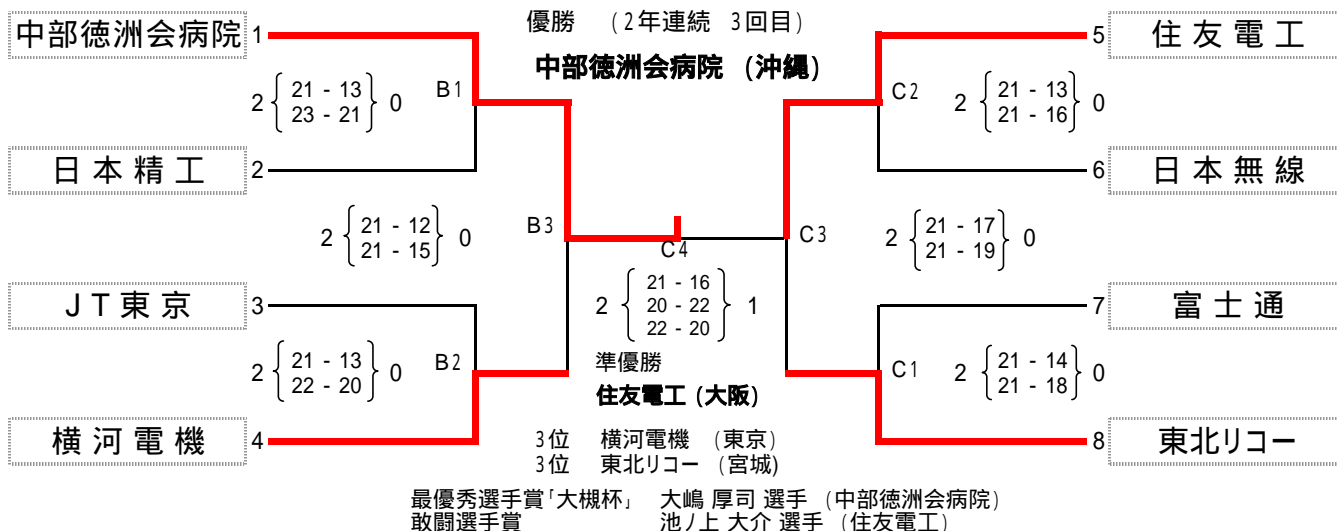 優勝 (2年連続 3回目)
中部徳洲会病院 (沖縄)
中部徳洲会病院 1
B1
2 21 - 13 0
23 - 21
日本精工 2
B3
2 21 - 12 0
21 - 15
JT東京 3
B2
2 21 - 13 0
22 - 20
横河電機 4
5 住友電工
C2
2 21 - 13 0
21 - 16
6 日本無線
C3
2 21 - 17 0
21 - 19
7 富士通
C1
2 21 - 14 0
21 - 18
8 東北リコー
C4
21 - 16
2 20 - 22 1
22 - 20
準優勝
住友電工 (大阪)
3位 横河電機 (東京)
3位 東北リコー (宮城)
最優秀選手賞「大槻杯」 大嶋 厚司 選手 (中部徳洲会病院)
敢闘選手賞 池ノ上 大介 選手 (住友電工)